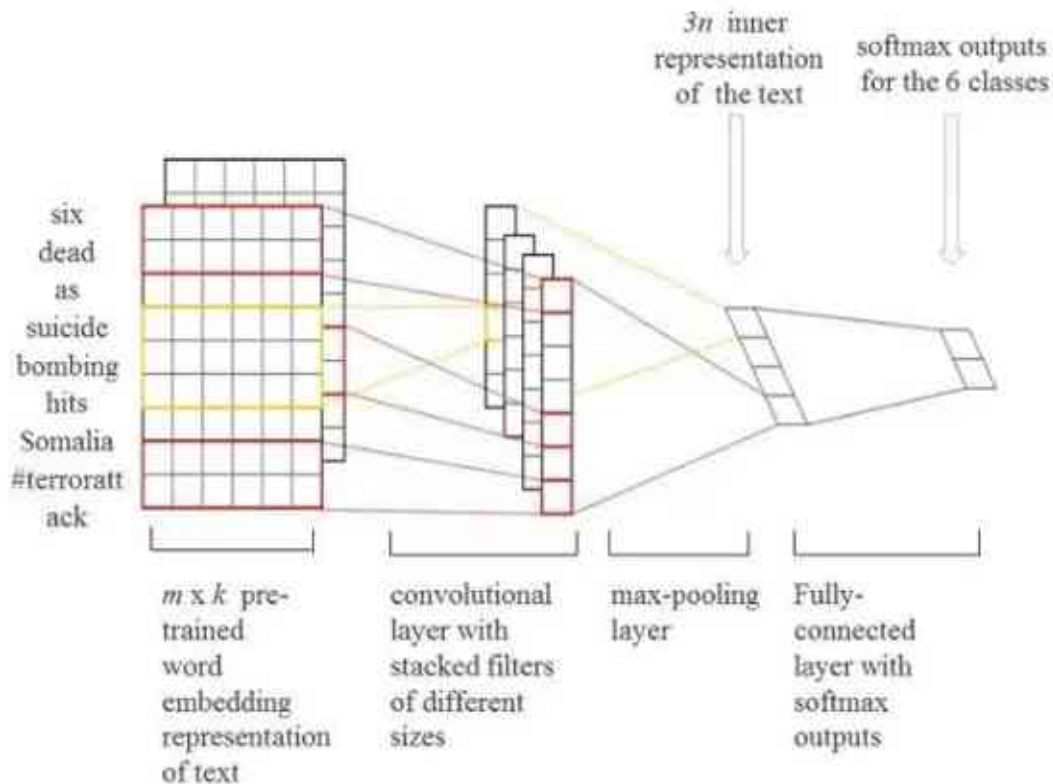 3n inner
representation
of the text
softmax outputs
for the 6 classes
six
dead
as
suicide
bombing
hits
Somalia
#terroratt
ack
m x k pre-
trained
word
embedding
representation
of text
convolutional
layer with
stacked filters
of different
sizes
max-pooling
layer
Fully-
connected
layer with
softmax
outputs